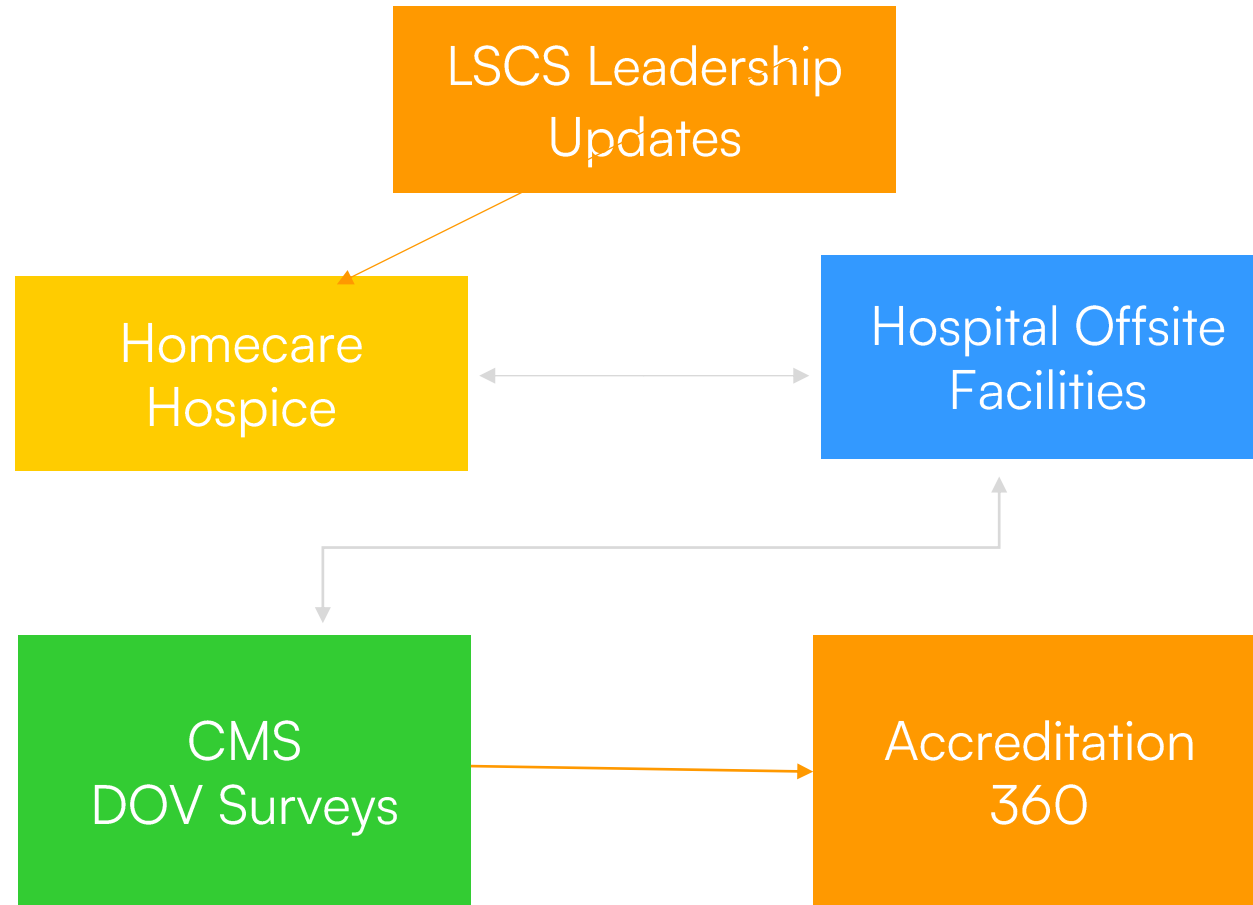 LSCS Leadership
Updates
Homecare
Hospice
Hospital Offsite
Facilities
CMS
DOV Surveys
Accreditation
360